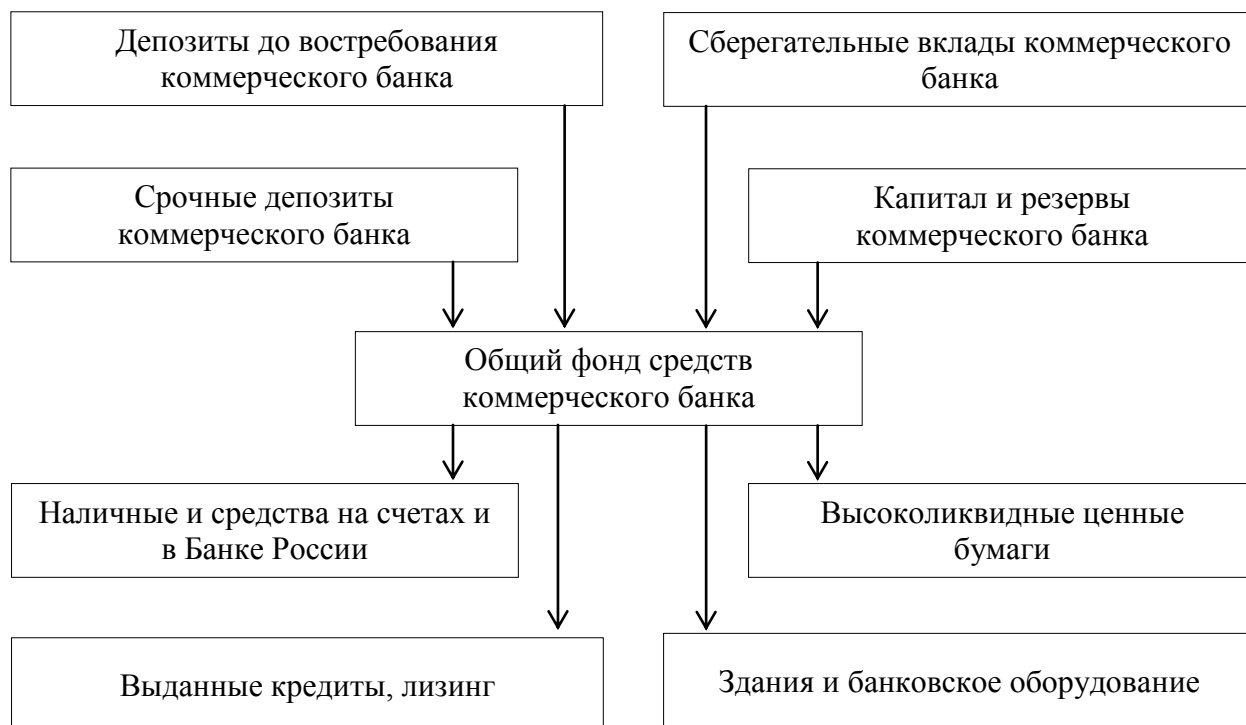 Депозиты до востребования
коммерческого банка
Сберегательные вклады коммерческого
банка
Срочные депозиты
коммерческого банка
Капитал и резервы
коммерческого банка
Общий фонд средств
коммерческого банка
Наличные и средства на счетах и
в Банке России
Высоколиквидные ценные
бумаги
Выданные кредиты, лизинг
Здания и банковское оборудование